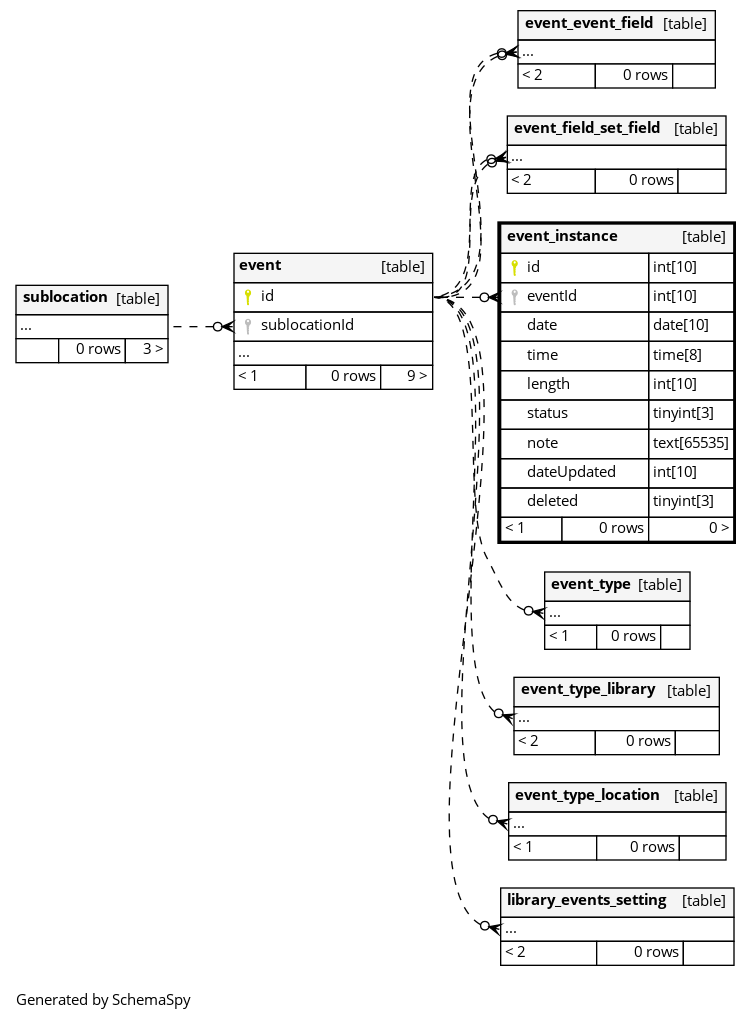 event_event_field [table]
...
< 2 0 rows
event_field_set_field [table]
...
< 2 0 rows
event_instance [table]
id int[10]
eventId int[10]
date date[10]
time time[8]
length int[10]
status tinyint[3]
note text[65535]
dateUpdated int[10]
deleted tinyint[3]
< 1 0 rows 0 >
event [table]
id
sublocationId
...
< 1 0 rows 9 >
sublocation [table]
...
0 rows 3 >
event_type [table]
...
< 1 0 rows
event_type_library [table]
...
< 2 0 rows
event_type_location [table]
...
< 1 0 rows
library_events_setting [table]
...
< 2 0 rows
Generated by SchemaSpy